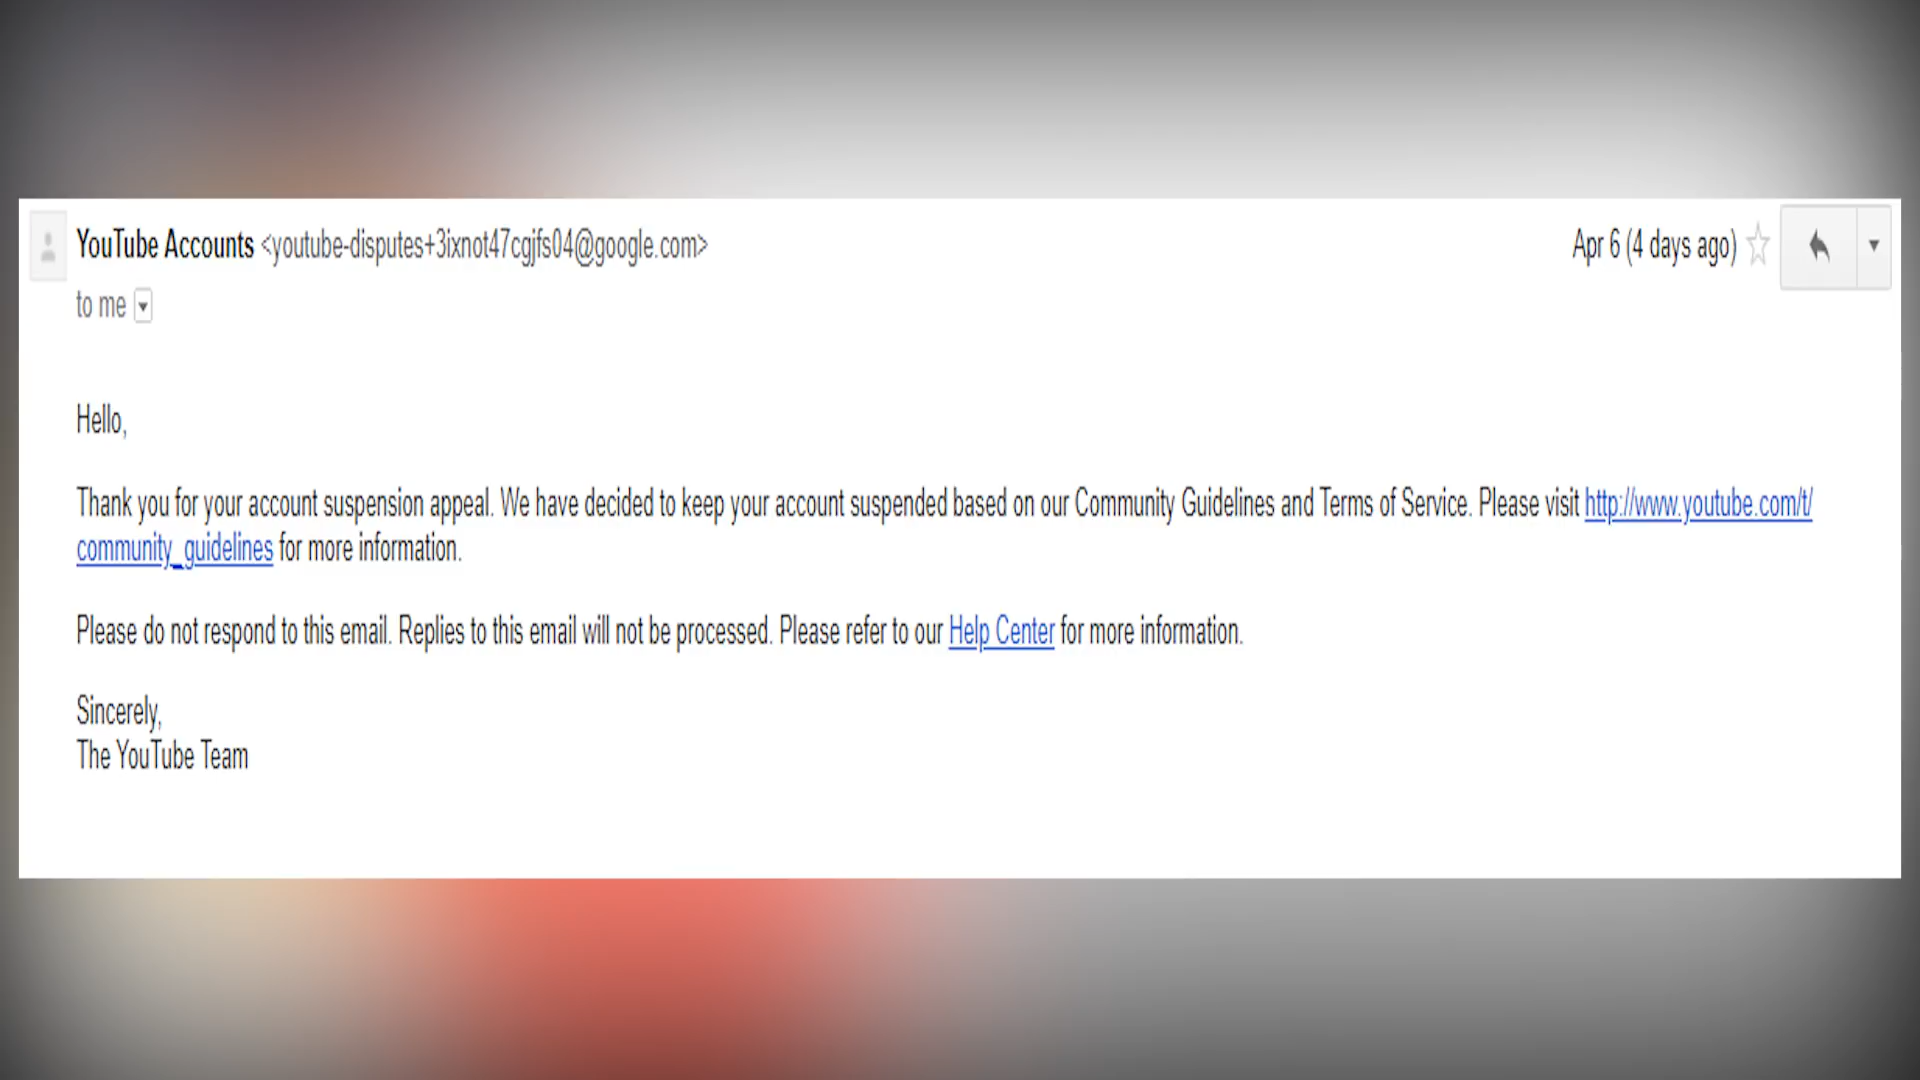 YouTube Accounts <youtube-disputes+3ixnot47cgjfs04@google.com>
Apr 6 (4 days ago)
to me
Hello,
Thank you for your account suspension appeal. We have decided to keep your account suspended based on our Community Guidelines and Terms of Service. Please visit http://www.youtube.com/t/
community_guidelines for more information.
Please do not respond to this email. Replies to this email will not be processed. Please refer to our Help Center for more information.
Sincerely,
The YouTube Team